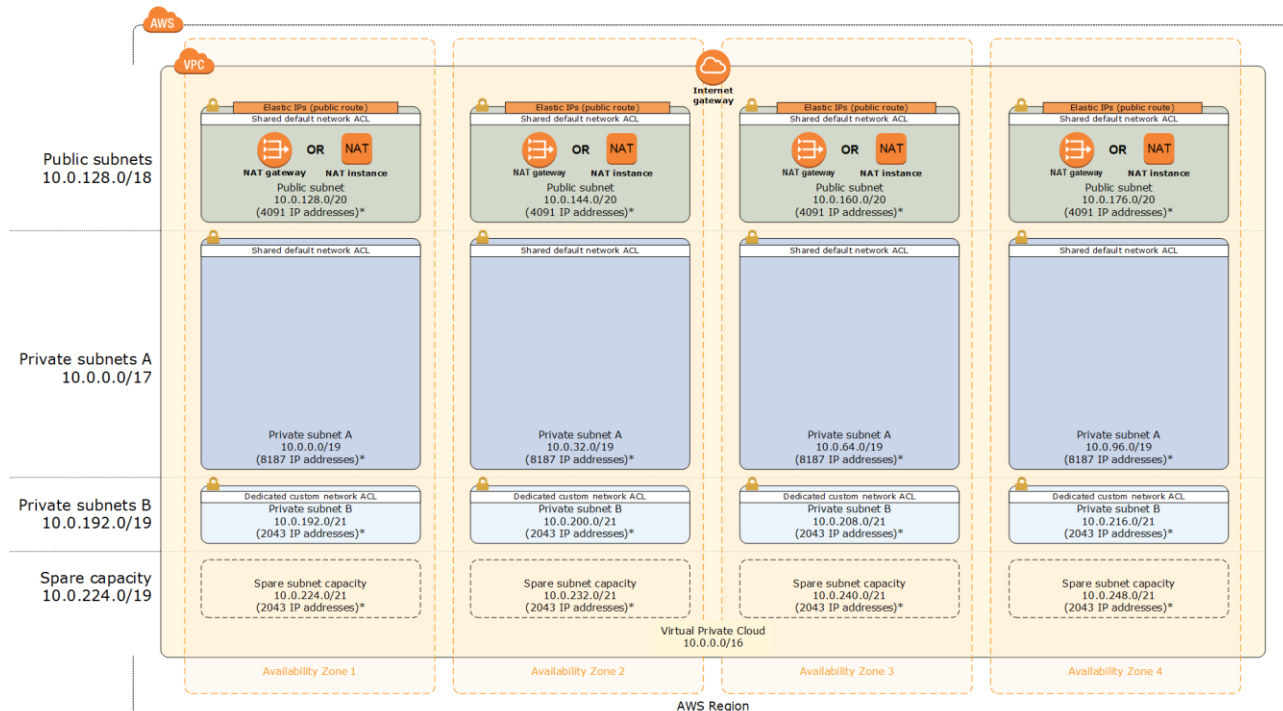 AWS
VPC
Internet
gateway
Public subnets
10.0.128.0/18
Elastic IPs (public route)
Shared default network ACL
OR
NAT
NAT gateway
NAT instance
Public subnet
10.0.128.0/20
(4091 IP addresses)*
Elastic IPs (public route)
Shared default network ACL
OR
NAT
NAT gateway
NAT instance
Public subnet
10.0.144.0/20
(4091 IP addresses)*
Elastic IPs (public route)
Shared default network ACL
OR
NAT
NAT gateway
NAT instance
Public subnet
10.0.160.0/20
(4091 IP addresses)*
Elastic IPs (public route)
Shared default network ACL
OR
NAT
NAT gateway
NAT instance
Public subnet
10.0.176.0/20
(4091 IP addresses)*
Private subnets A
10.0.0.0/17
Shared default network ACL
Private subnet A
10.0.0.0/19
(8187 IP addresses)*
Shared default network ACL
Private subnet A
10.0.32.0/19
(8187 IP addresses)*
Shared default network ACL
Private subnet A
10.0.64.0/19
(8187 IP addresses)*
Shared default network ACL
Private subnet A
10.0.96.0/19
(8187 IP addresses)*
Private subnets B
10.0.192.0/19
Dedicated custom network ACL
Private subnet B
10.0.192.0/21
(2043 IP addresses)*
Dedicated custom network ACL
Private subnet B
10.0.200.0/21
(2043 IP addresses)*
Dedicated custom network ACL
Private subnet B
10.0.208.0/21
(2043 IP addresses)*
Dedicated custom network ACL
Private subnet B
10.0.216.0/21
(2043 IP addresses)*
Spare capacity
10.0.224.0/19
Spare subnet capacity
10.0.224.0/21
(2043 IP addresses)*
Spare subnet capacity
10.0.232.0/21
(2043 IP addresses)*
Spare subnet capacity
10.0.240.0/21
(2043 IP addresses)*
Spare subnet capacity
10.0.248.0/21
(2043 IP addresses)*
Virtual Private Cloud
10.0.0.0/16
Availability Zone 1
Availability Zone 2
Availability Zone 3
Availability Zone 4
AWS Region